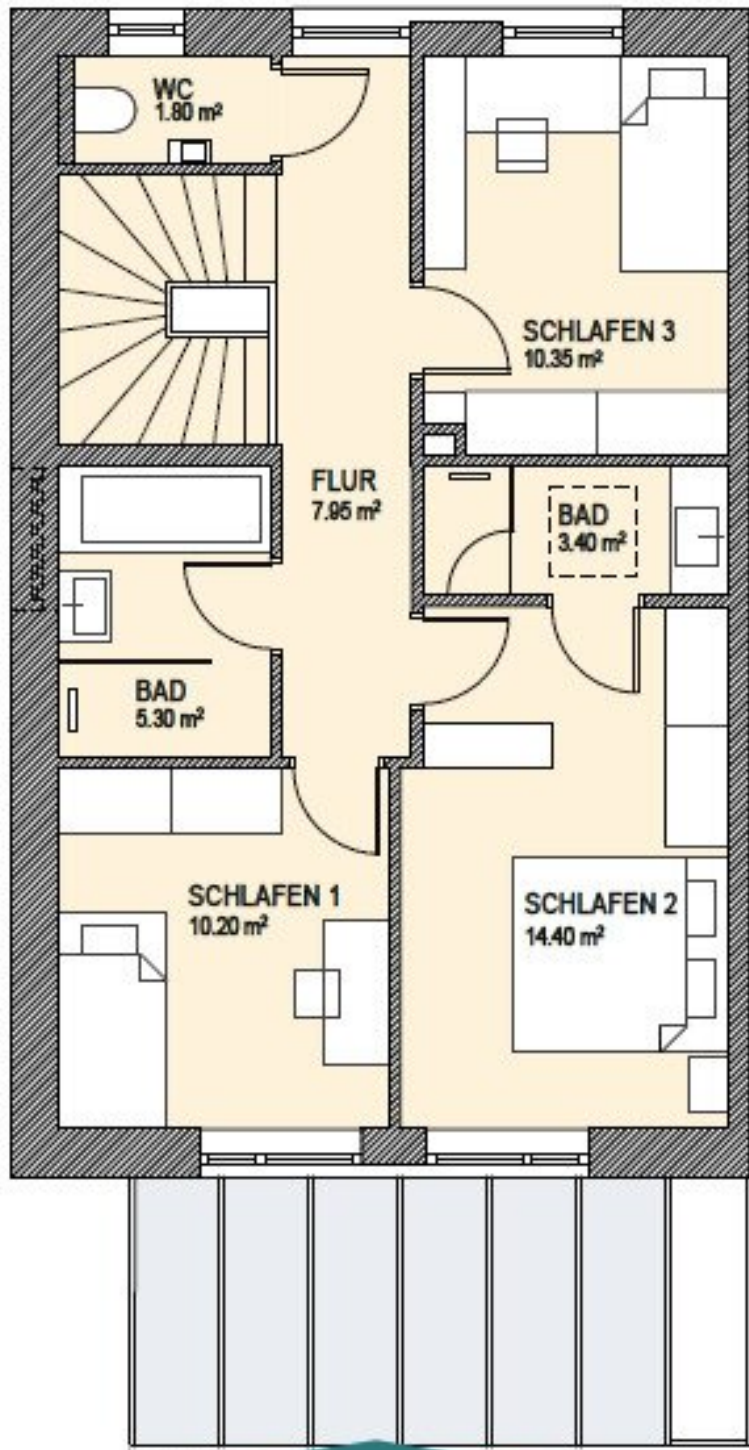 WC
1.80 m²
SCHLAFEN 3
10.35 m²
FLUR
7.95 m²
BAD
3.40 m²
BAD
5.30 m²
SCHLAFEN 1
10.20 m²
SCHLAFEN 2
14.40 m²